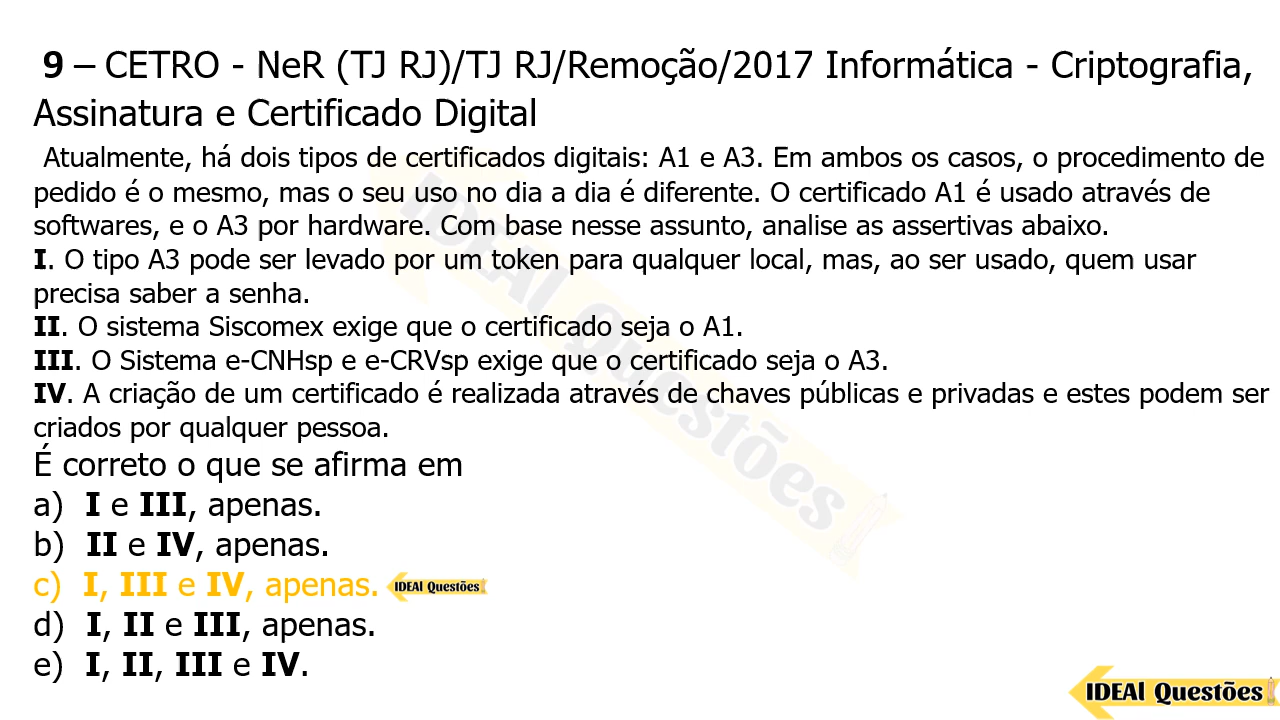 9 – CETRO - NeR (TJ RJ)/TJ RJ/Remoção/2017 Informática - Criptografia,
Assinatura e Certificado Digital
Atualmente, há dois tipos de certificados digitais: A1 e A3. Em ambos os casos, o procedimento de
pedido é o mesmo, mas o seu uso no dia a dia é diferente. O certificado A1 é usado através de
softwares, e o A3 por hardware. Com base nesse assunto, analise as assertivas abaixo.
I. O tipo A3 pode ser levado por um token para qualquer local, mas, ao ser usado, quem usar
precisa saber a senha.
II. O sistema Siscomex exige que o certificado seja o A1.
III. O Sistema e-CNHsp e e-CRVsp exige que o certificado seja o A3.
IV. A criação de um certificado é realizada através de chaves públicas e privadas e estes podem ser
criados por qualquer pessoa.
É correto o que se afirma em
a) I e III, apenas.
b) II e IV, apenas.
c) I, III e IV, apenas. IDEAl Questões
d) I, II e III, apenas.
e) I, II, III e IV.
IDEAl Questões
IDEAl Questões